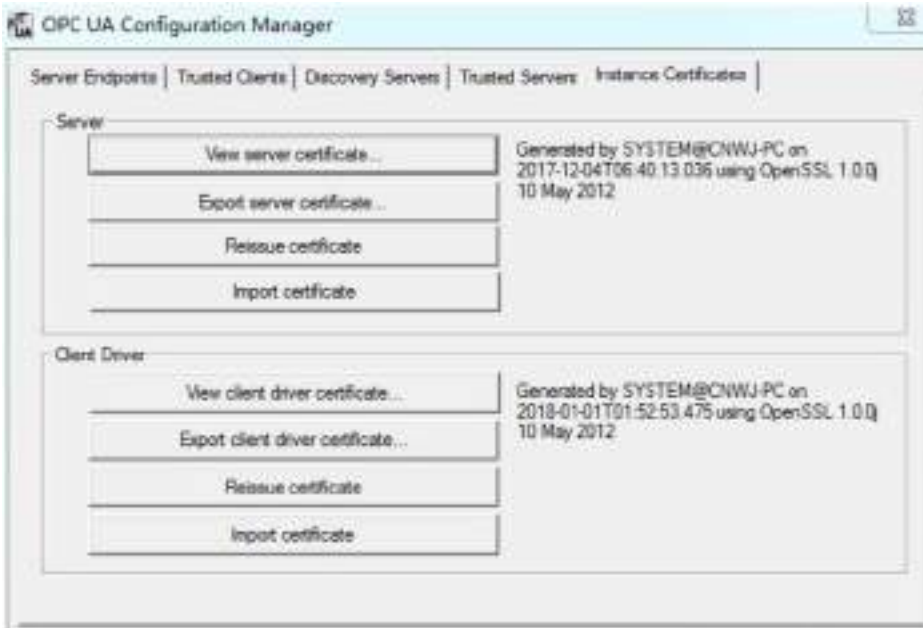 OPC UA Configuration Manager
Server Endpoints Trusted Clients Discovery Servers Trusted Servers Instance Certificates
Server
View server certificate...
Generated by SYSTEM@CNWJ-PC on
2017-12-04T06:40:13.036 using OpenSSL 1.0.0j
10 May 2012
Export server certificate...
Reissue certificate
Import certificate
Client Driver
View client driver certificate...
Generated by SYSTEM@CNWJ-PC on
2018-01-01T01:52:53.475 using OpenSSL 1.0.0j
10 May 2012
Export client driver certificate...
Reissue certificate
Import certificate